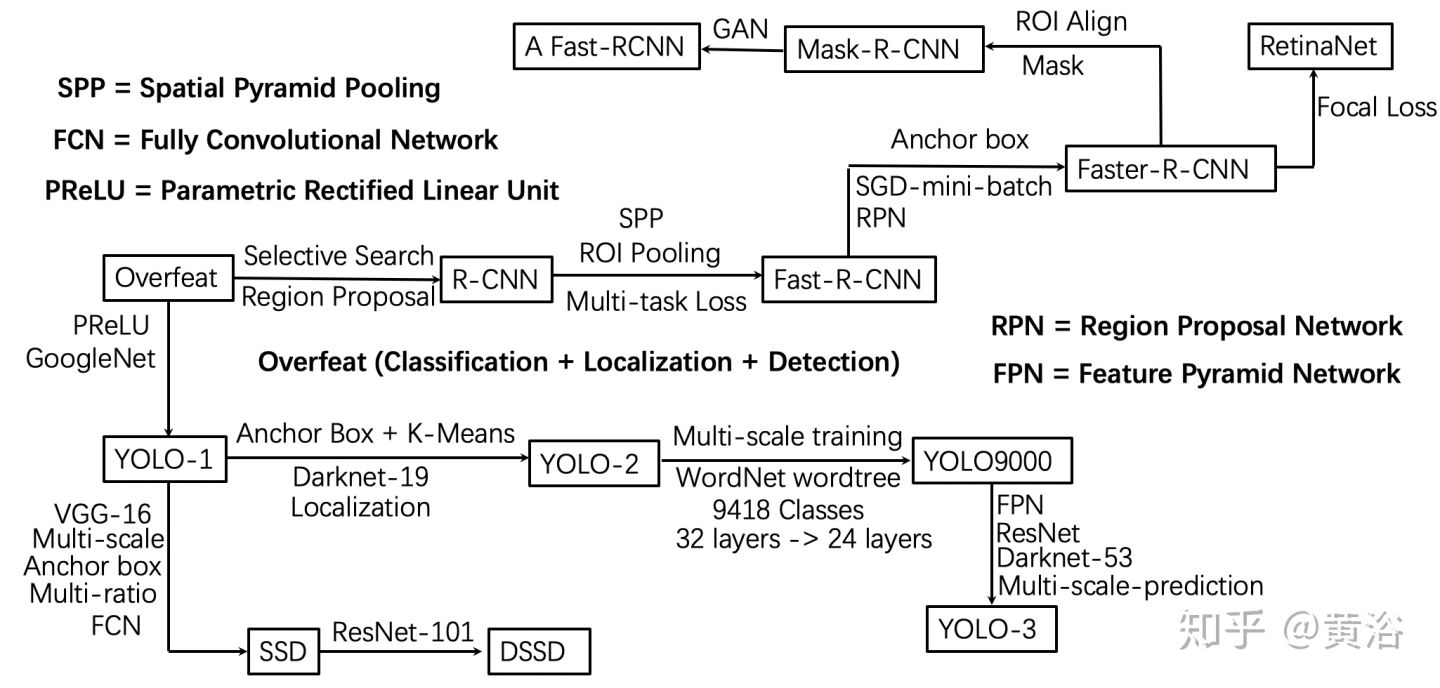 ROI Align
A Fast-RCNN
GAN
Mask-R-CNN
RetinaNet
Mask
SPP = Spatial Pyramid Pooling
Focal Loss
FCN = Fully Convolutional Network
Anchor box
Faster-R-CNN
PReLU = Parametric Rectified Linear Unit
SGD-mini-batch
RPN
SPP
Selective Search
ROI Pooling
Overfeat
R-CNN
Fast-R-CNN
Region Proposal
Multi-task Loss
PReLU
GoogleNet
RPN = Region Proposal Network
Overfeat (Classification + Localization + Detection)
FPN = Feature Pyramid Network
Anchor Box + K-Means
Multi-scale training
YOLO-1
YOLO-2
YOLO9000
Darknet-19
Localization
WordNet wordtree
9418 Classes
32 layers -> 24 layers
VGG-16
Multi-scale
Anchor box
Multi-ratio
FCN
FPN
ResNet
Darknet-53
Multi-scale-prediction
SSD
ResNet-101
DSSD
YOLO-3
知乎 @黄浴